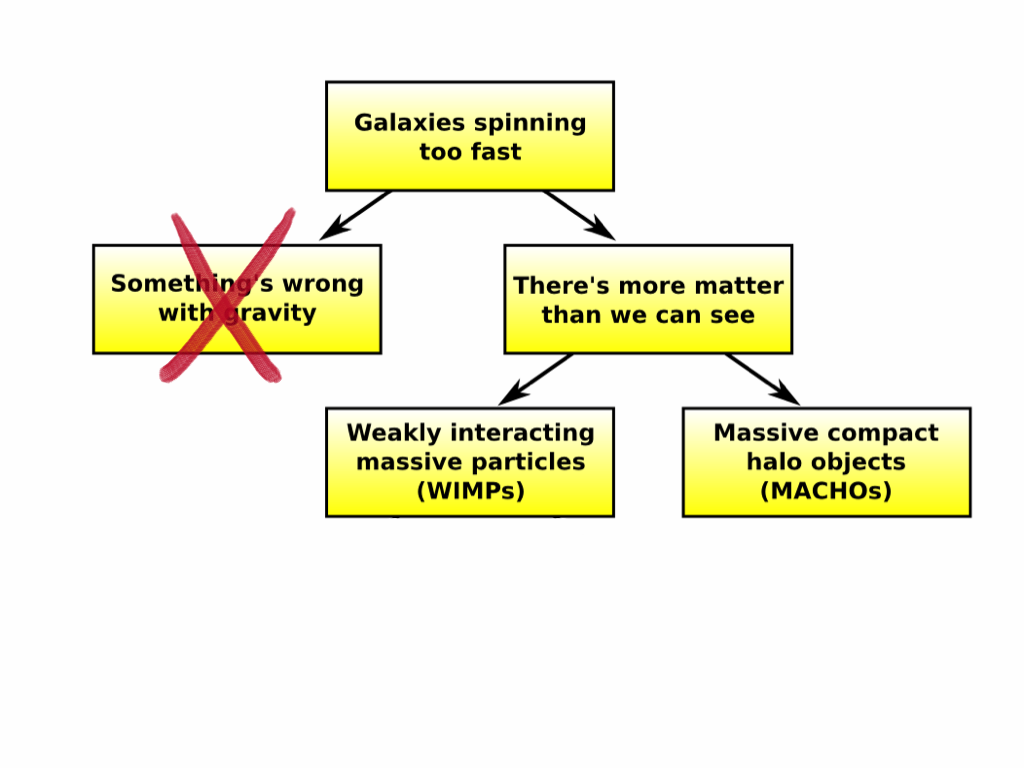 Galaxies spinning
too fast
Something's wrong
with gravity
There's more matter
than we can see
Weakly interacting
massive particles
(WIMPs)
Massive compact
halo objects
(MACHOs)